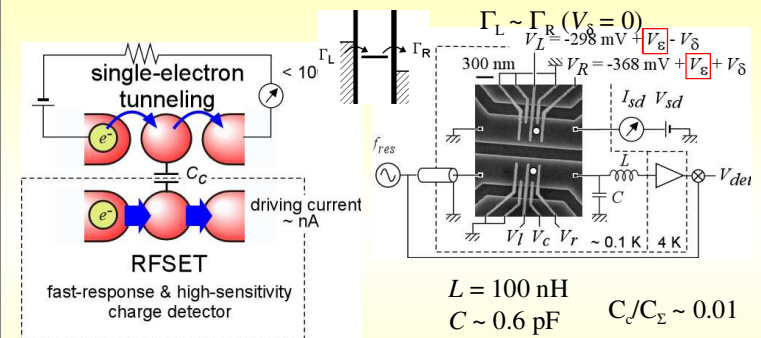 Γ_L ~ Γ_R (V_δ = 0)
V_L = -298 mV + V_ε - V_δ
V_R = -368 mV + V_ε + V_δ
Γ_L
Γ_R
single-electron
tunneling
300 nm
I_sd V_sd
e⁻
C_c
f_res
L
C
V_det
e⁻
driving current
~ nA
V_l V_c V_r
~ 0.1 K
4 K
RFSET
fast-response & high-sensitivity
charge detector
L = 100 nH
C ~ 0.6 pF
C_c/C_Σ ~ 0.01